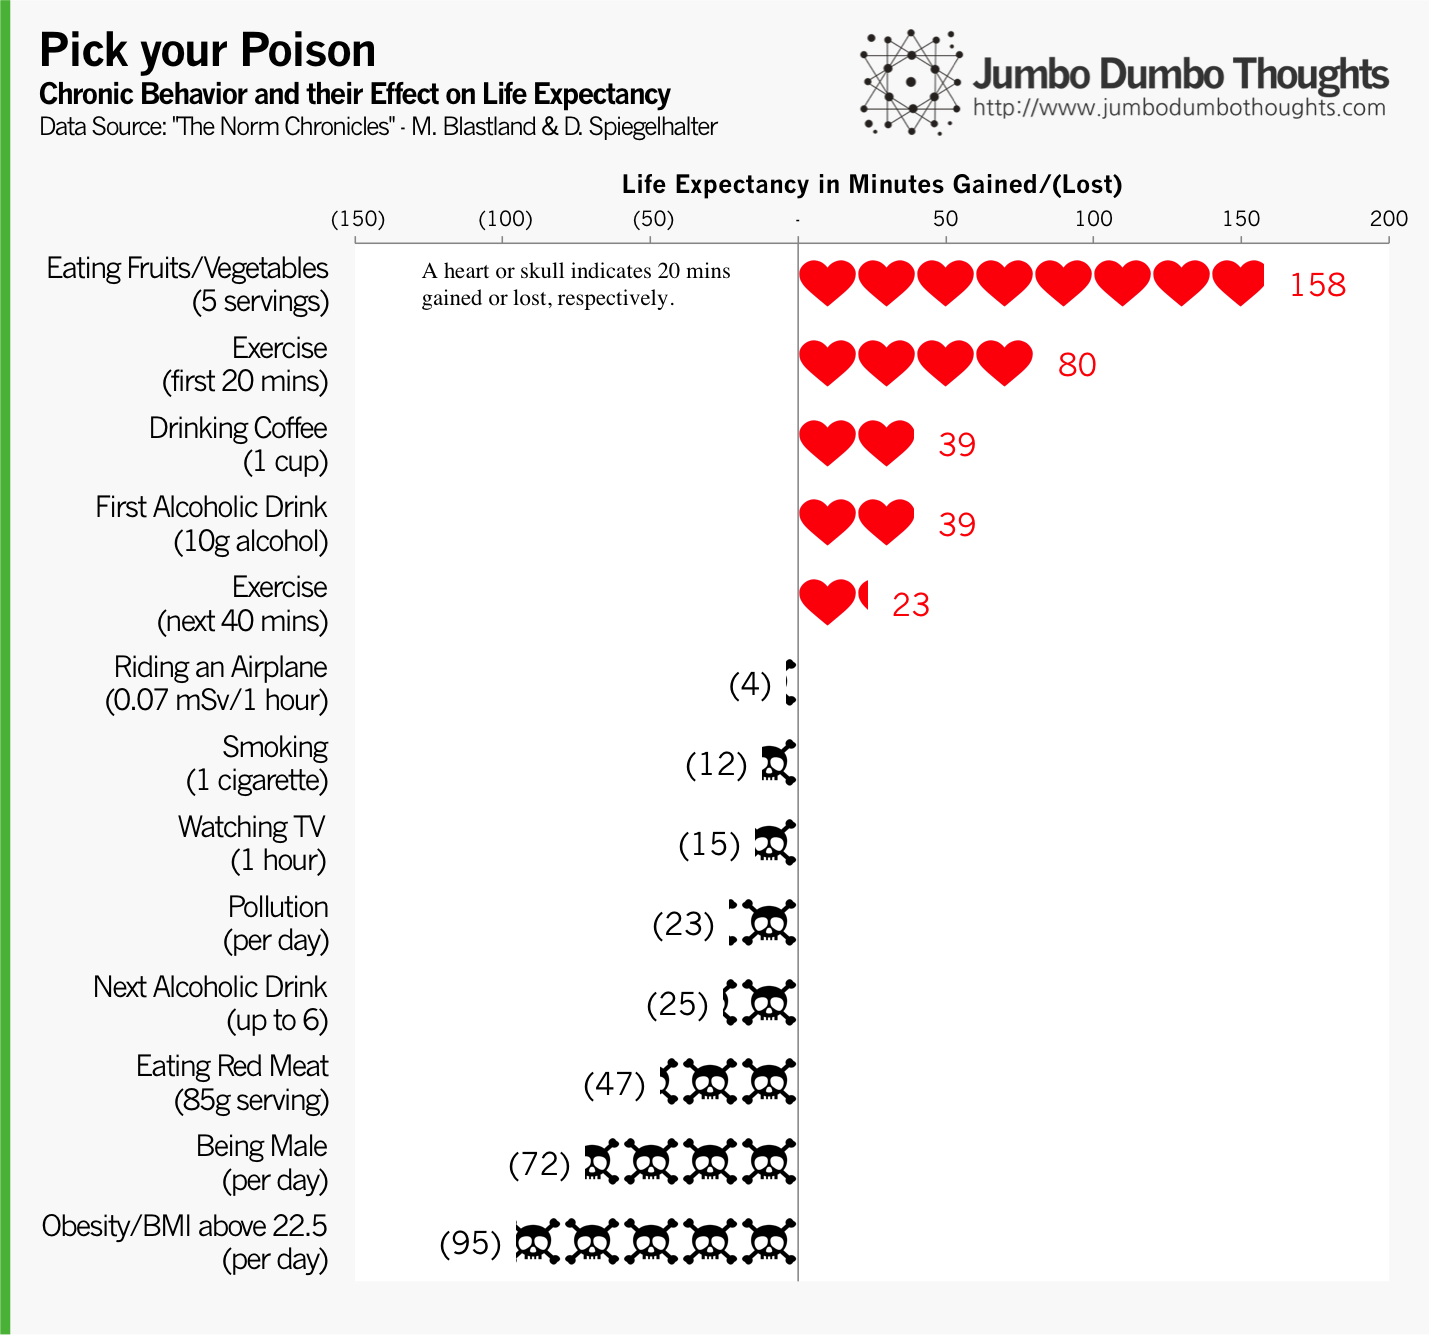 Pick your Poison
Chronic Behavior and their Effect on Life Expectancy
Data Source: "The Norm Chronicles" - M. Blastland & D. Spiegelhalter
Jumbo Dumbo Thoughts
http://www.jumbodumbothoughts.com
Life Expectancy in Minutes Gained/(Lost)
(150) (100) (50) - 50 100 150 200
A heart or skull indicates 20 mins
gained or lost, respectively.
Eating Fruits/Vegetables
(5 servings)
158
Exercise
(first 20 mins)
80
Drinking Coffee
(1 cup)
39
First Alcoholic Drink
(10g alcohol)
39
Exercise
(next 40 mins)
23
Riding an Airplane
(0.07 mSv/1 hour)
(4)
Smoking
(1 cigarette)
(12)
Watching TV
(1 hour)
(15)
Pollution
(per day)
(23)
Next Alcoholic Drink
(up to 6)
(25)
Eating Red Meat
(85g serving)
(47)
Being Male
(per day)
(72)
Obesity/BMI above 22.5
(per day)
(95)